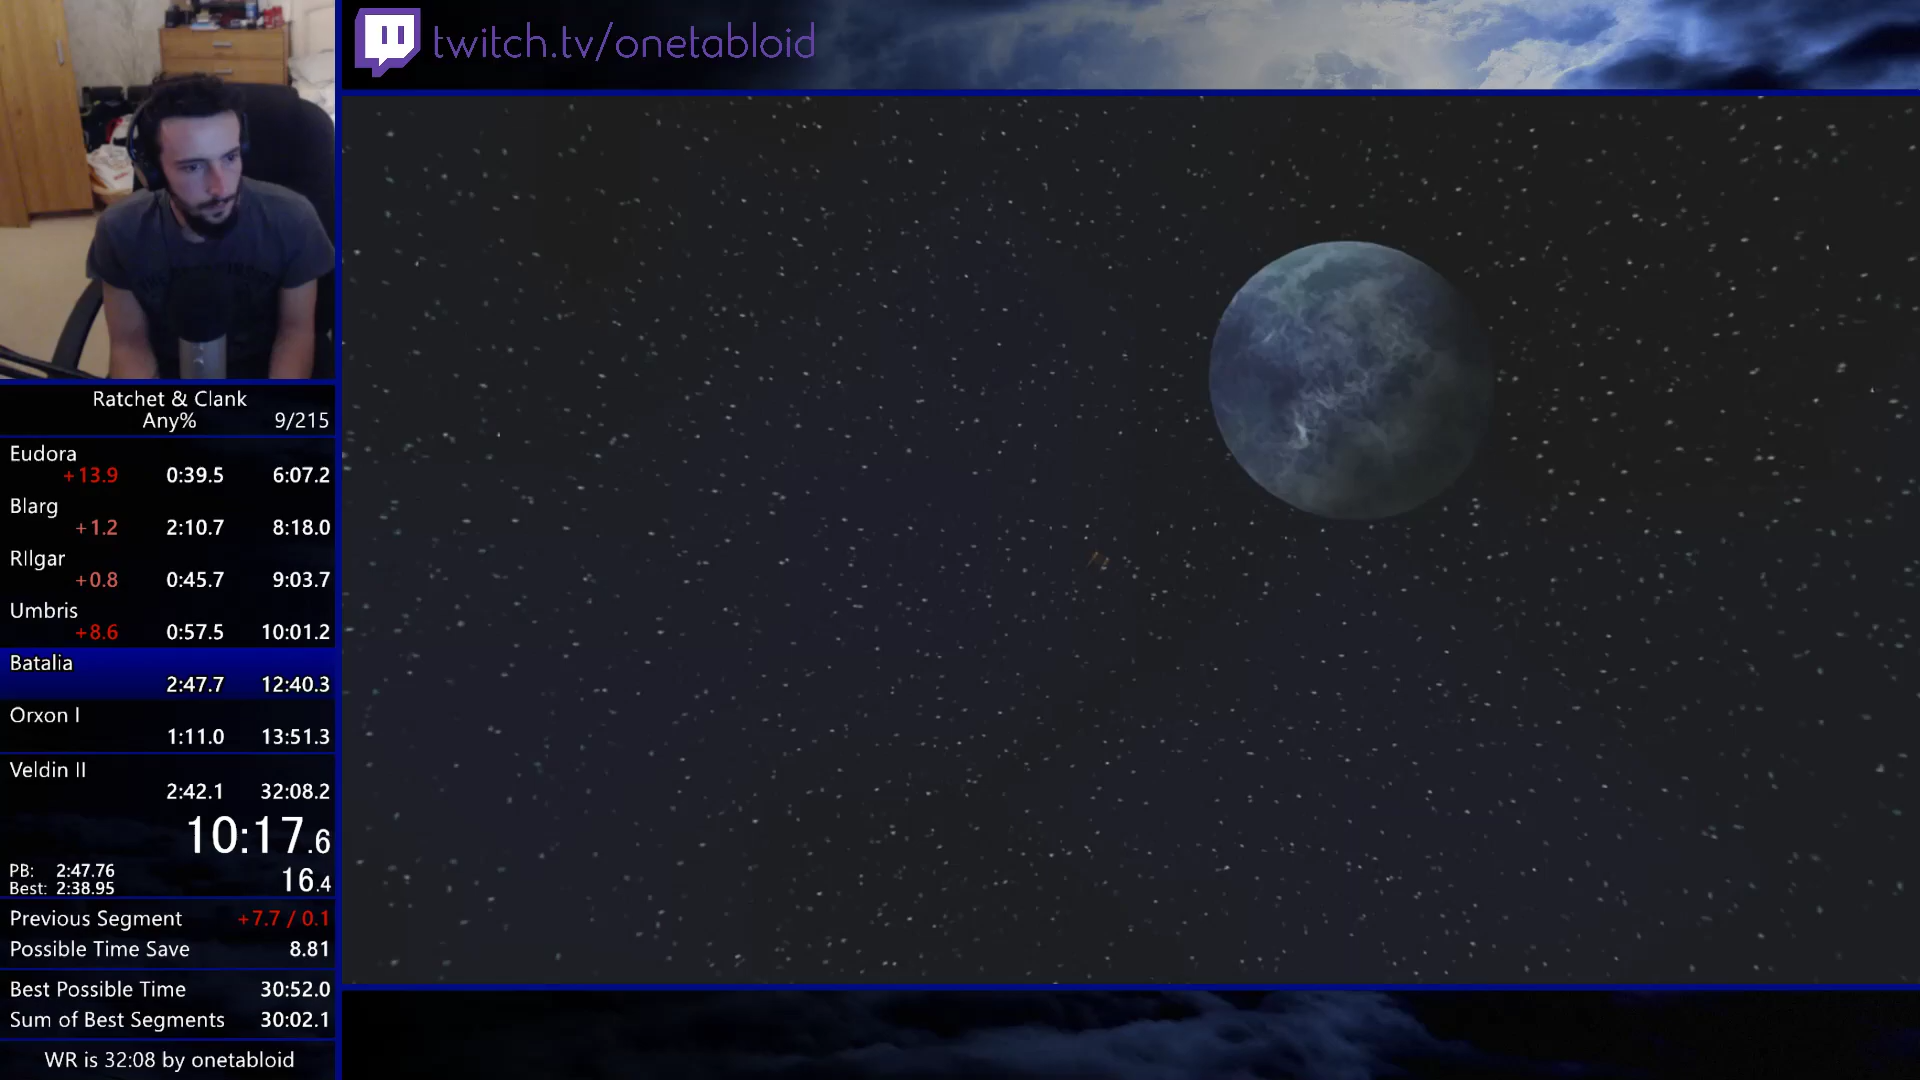 twitch.tv/onetabloid
Ratchet & Clank
Any% 9/215
Eudora
+13.9 0:39.5 6:07.2
Blarg
+1.2 2:10.7 8:18.0
RIlgar
+0.8 0:45.7 9:03.7
Umbris
+8.6 0:57.5 10:01.2
Batalia
2:47.7 12:40.3
Orxon I
1:11.0 13:51.3
Veldin II
2:42.1 32:08.2
10:17.6
PB: 2:47.76
Best: 2:38.95
16.4
Previous Segment +7.7 / 0.1
Possible Time Save 8.81
Best Possible Time 30:52.0
Sum of Best Segments 30:02.1
WR is 32:08 by onetabloid